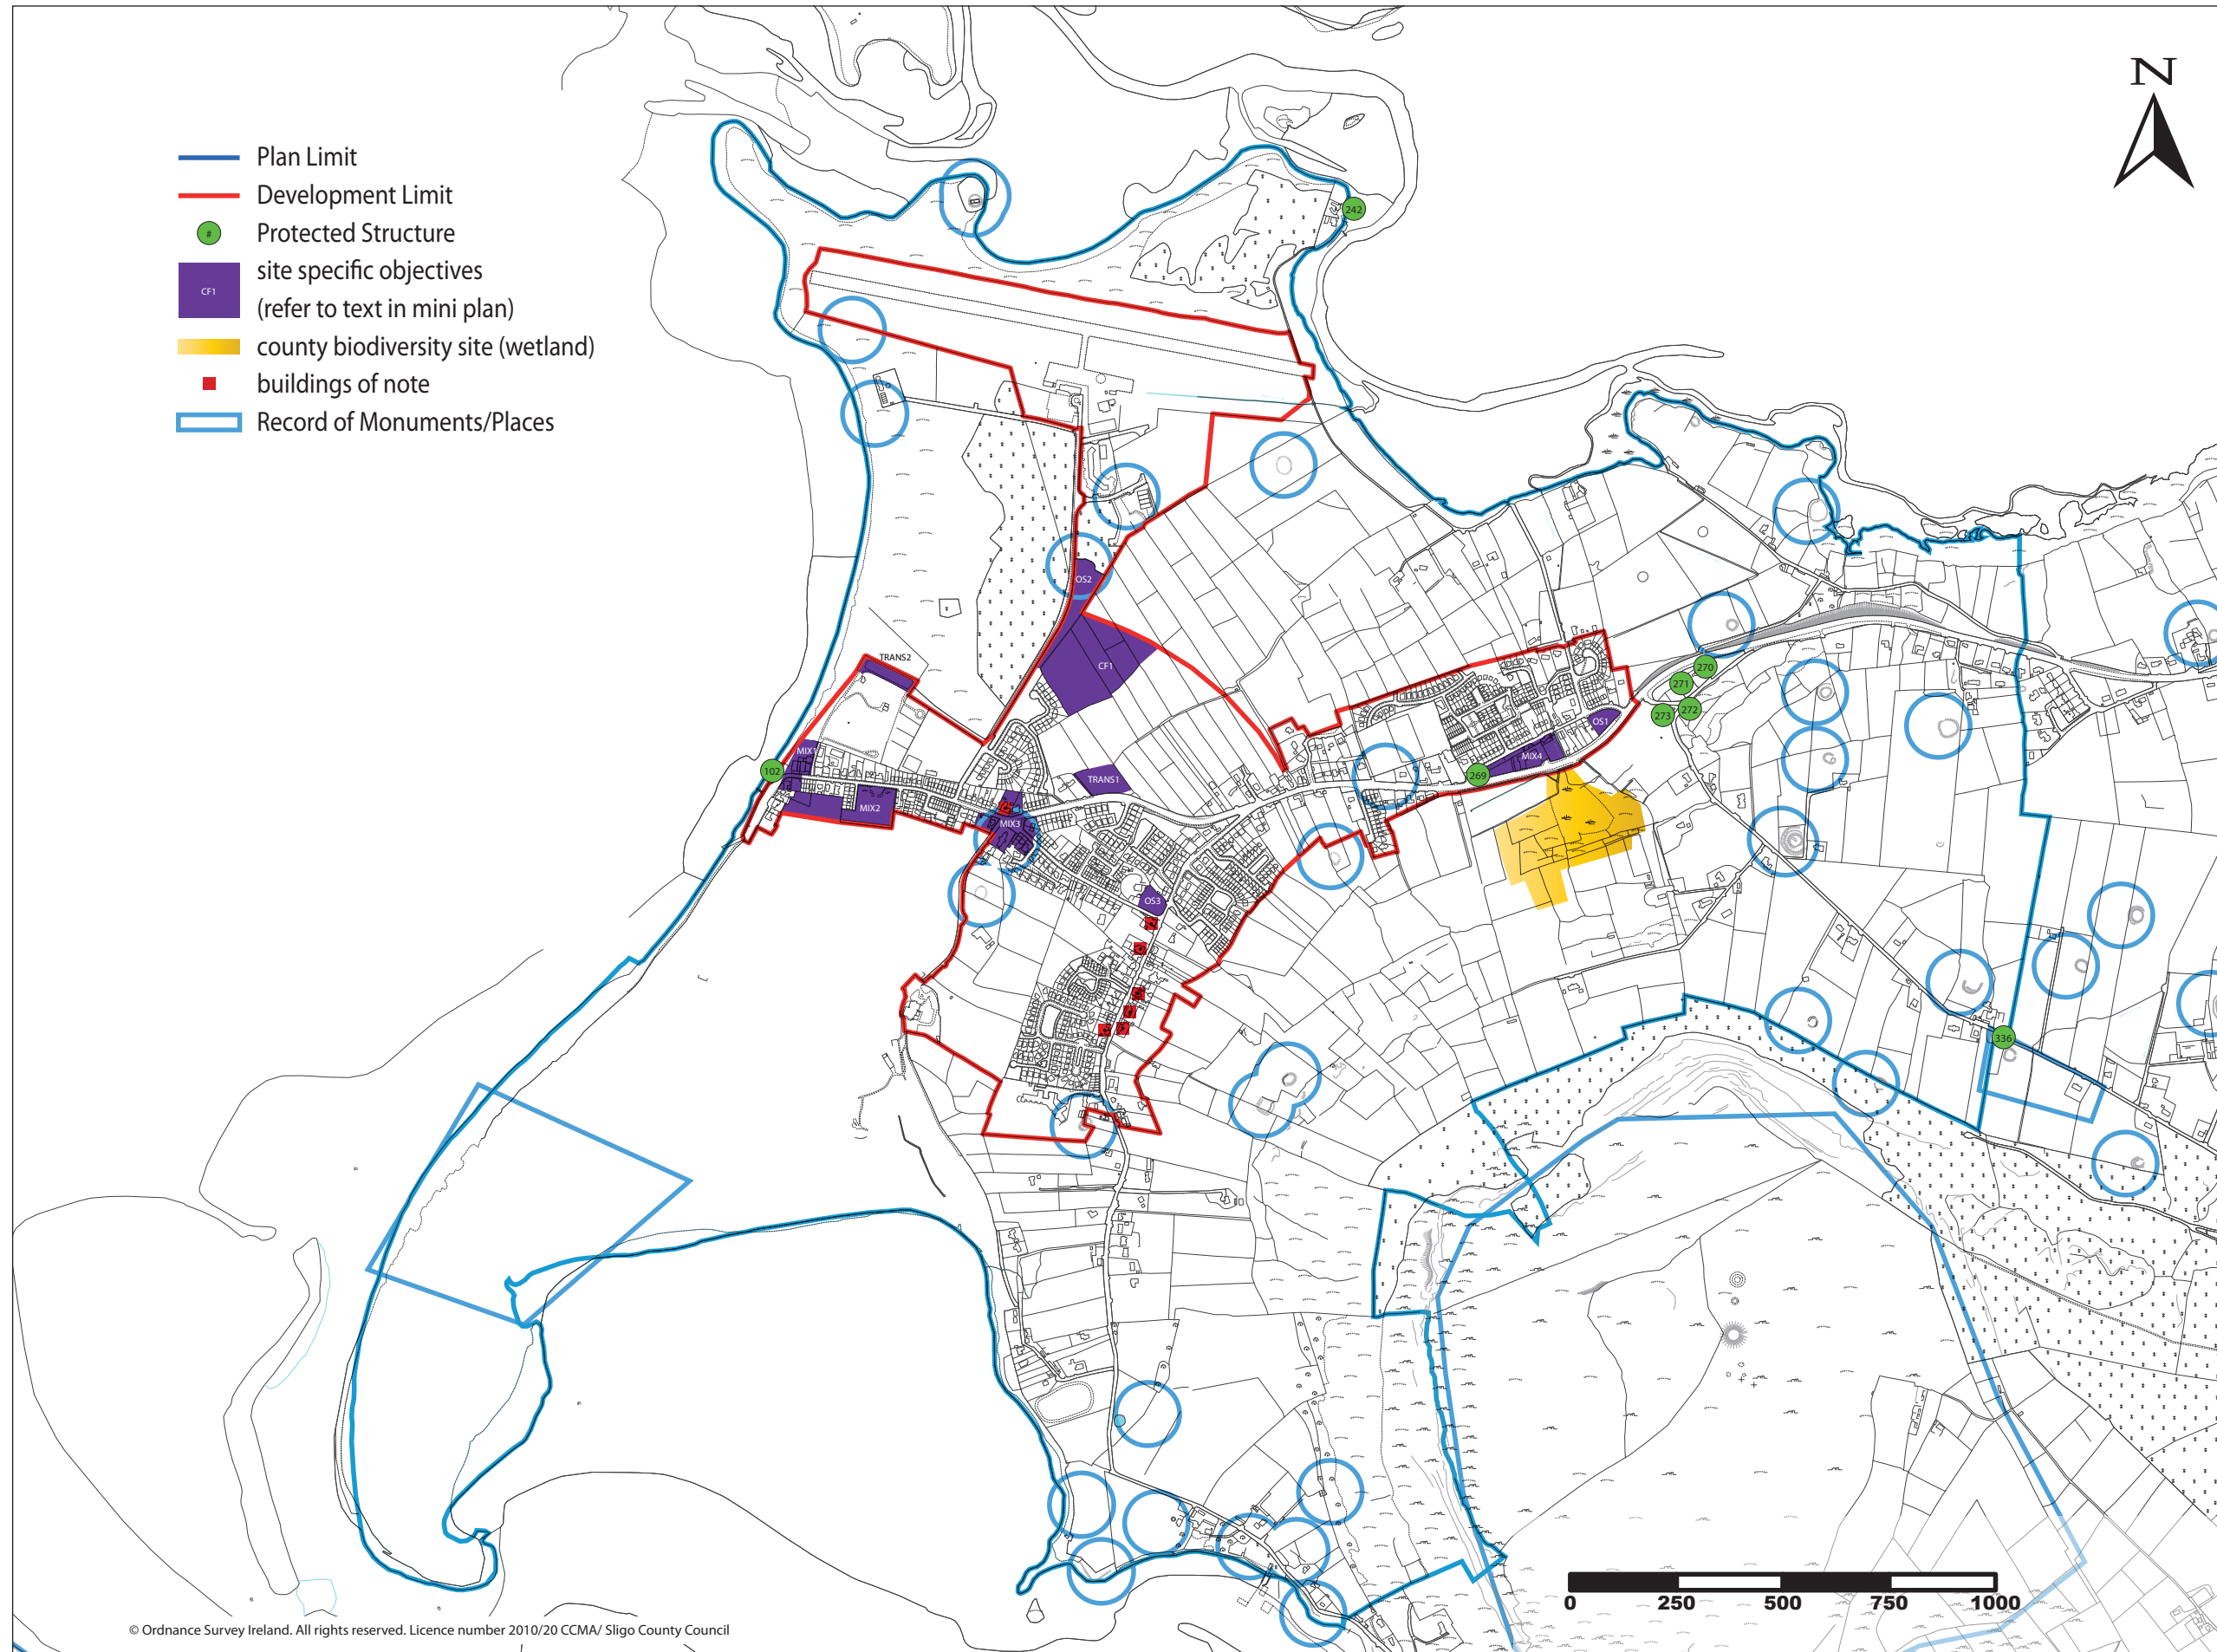 N
Plan Limit
Development Limit
# Protected Structure
CF1
site specific objectives
(refer to text in mini plan)
county biodiversity site (wetland)
buildings of note
Record of Monuments/Places
242
OS2
CF1
TRANS2
270
271
272
273
OS1
MIX1
102
MIX4
269
TRANS1
MIX2
MIX3
OS3
336
0 250 500 750 1000
© Ordnance Survey Ireland. All rights reserved. Licence number 2010/20 CCMA/ Sligo County Council